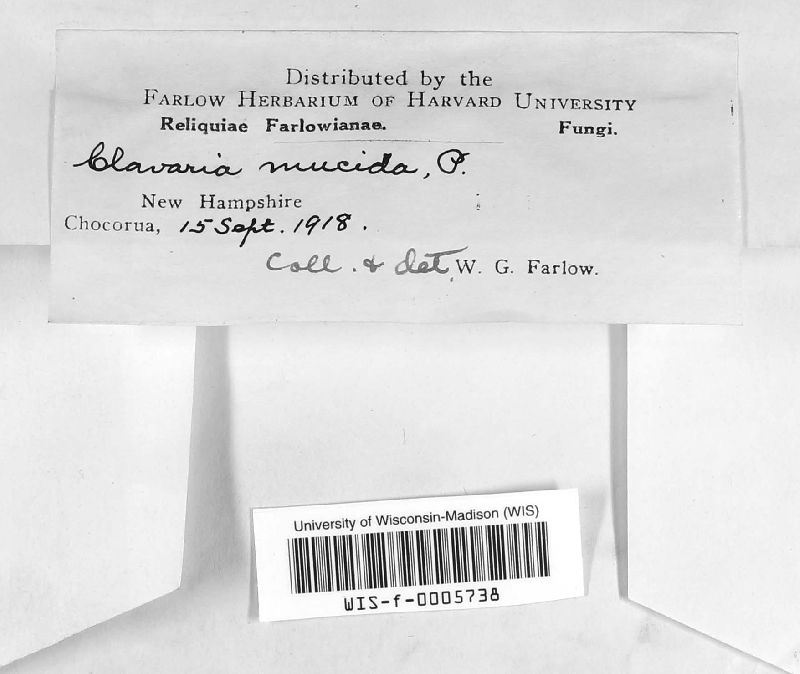 Distributed by the
FARLOW HERBARIUM OF HARVARD UNIVERSITY
Reliquiae Farlowianae. Fungi.
Clavaria mucida, P.
New Hampshire
Chocorua, 15 Sept. 1918.
Coll. & det. W. G. Farlow.
University of Wisconsin-Madison (WIS)
WIS-f-0005738